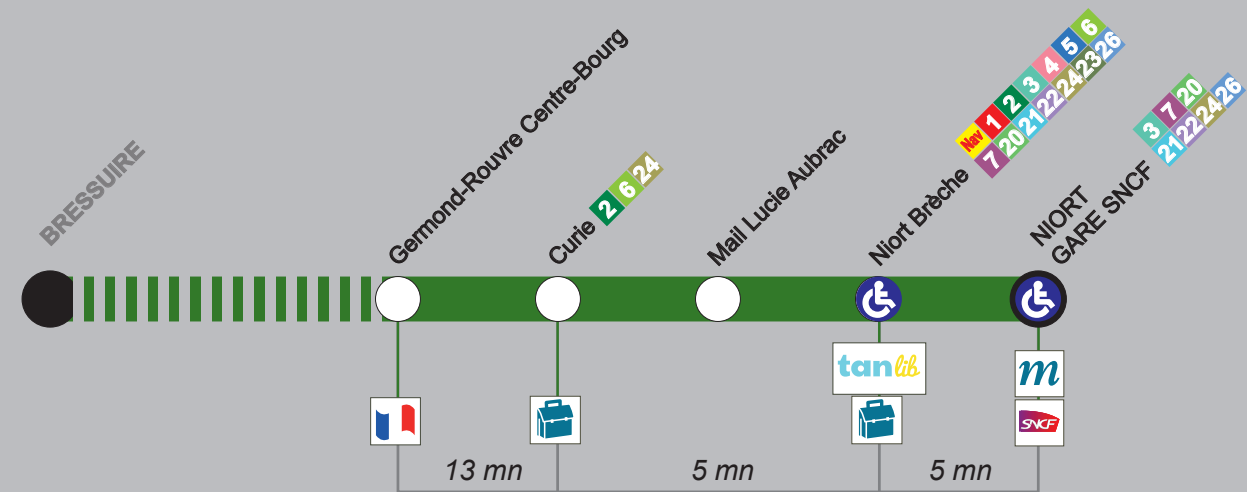 BRESSUIRE
Germond-Rouvre Centre-Bourg
Curie 2 6 24
Mail Lucie Aubrac
Niort Brèche
Nav 1 2 3 4 5 6
7 20 21 22 24 23 26
NIORT
GARE SNCF
3 7 20
21 22 24 26
tanlib
m
SNCF
13 mn
5 mn
5 mn